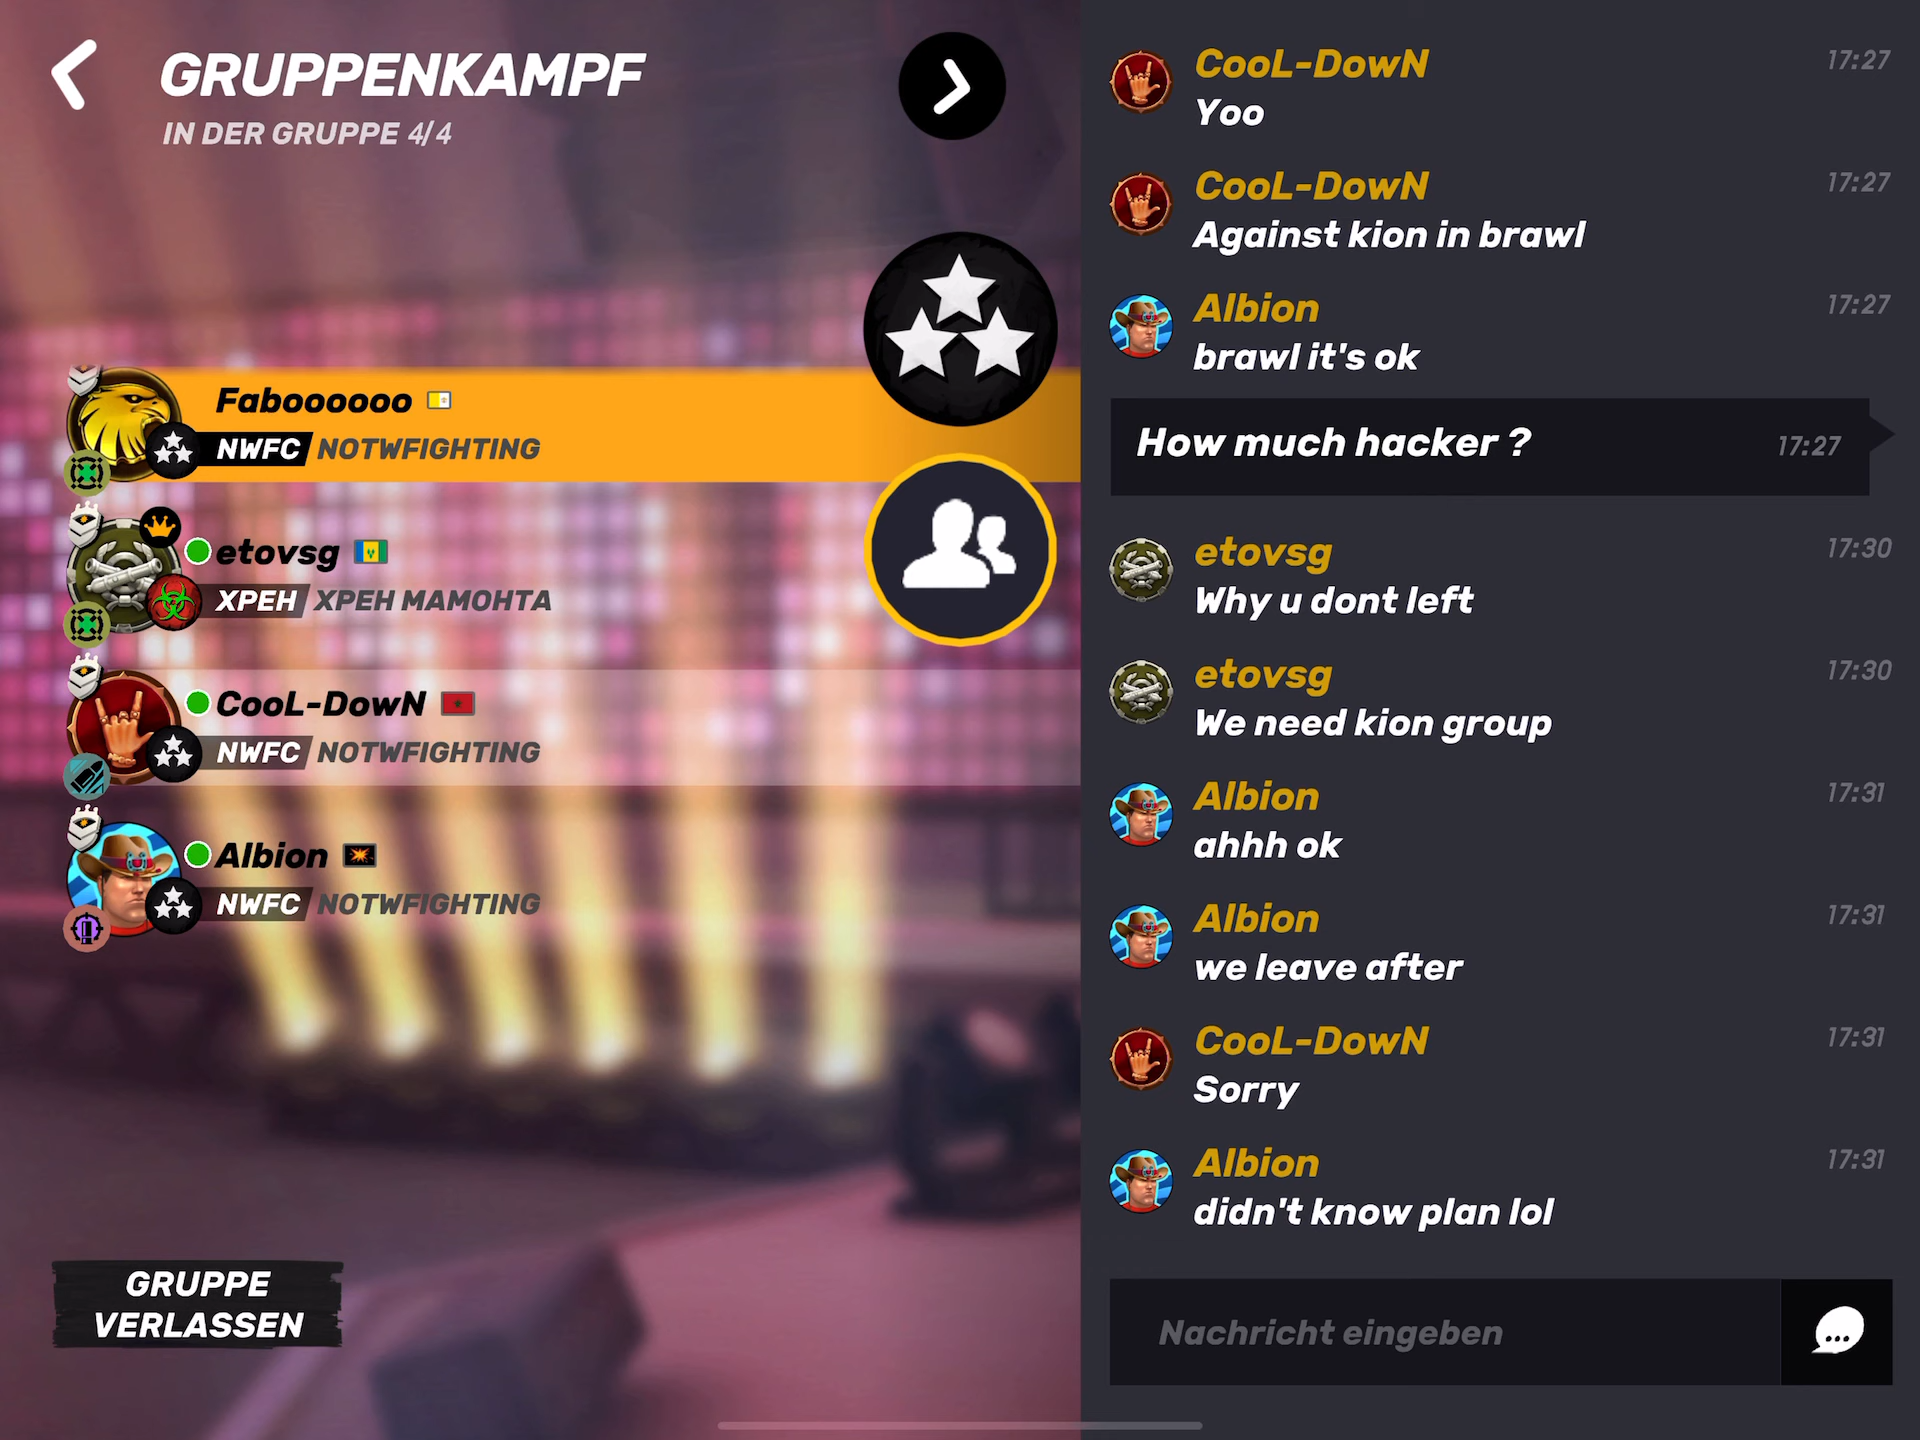 GRUPPENKAMPF
IN DER GRUPPE 4/4
Faboooooo
NWFC NOTWFIGHTING
etovsg
XPEH XPEH MAMOHTA
CooL-DowN
NWFC NOTWFIGHTING
Albion
NWFC NOTWFIGHTING
GRUPPE
VERLASSEN
CooL-DowN 17:27
Yoo
CooL-DowN 17:27
Against kion in brawl
Albion 17:27
brawl it's ok
How much hacker ? 17:27
etovsg 17:30
Why u dont left
etovsg 17:30
We need kion group
Albion 17:31
ahhh ok
Albion 17:31
we leave after
CooL-DowN 17:31
Sorry
Albion 17:31
didn't know plan lol
Nachricht eingeben